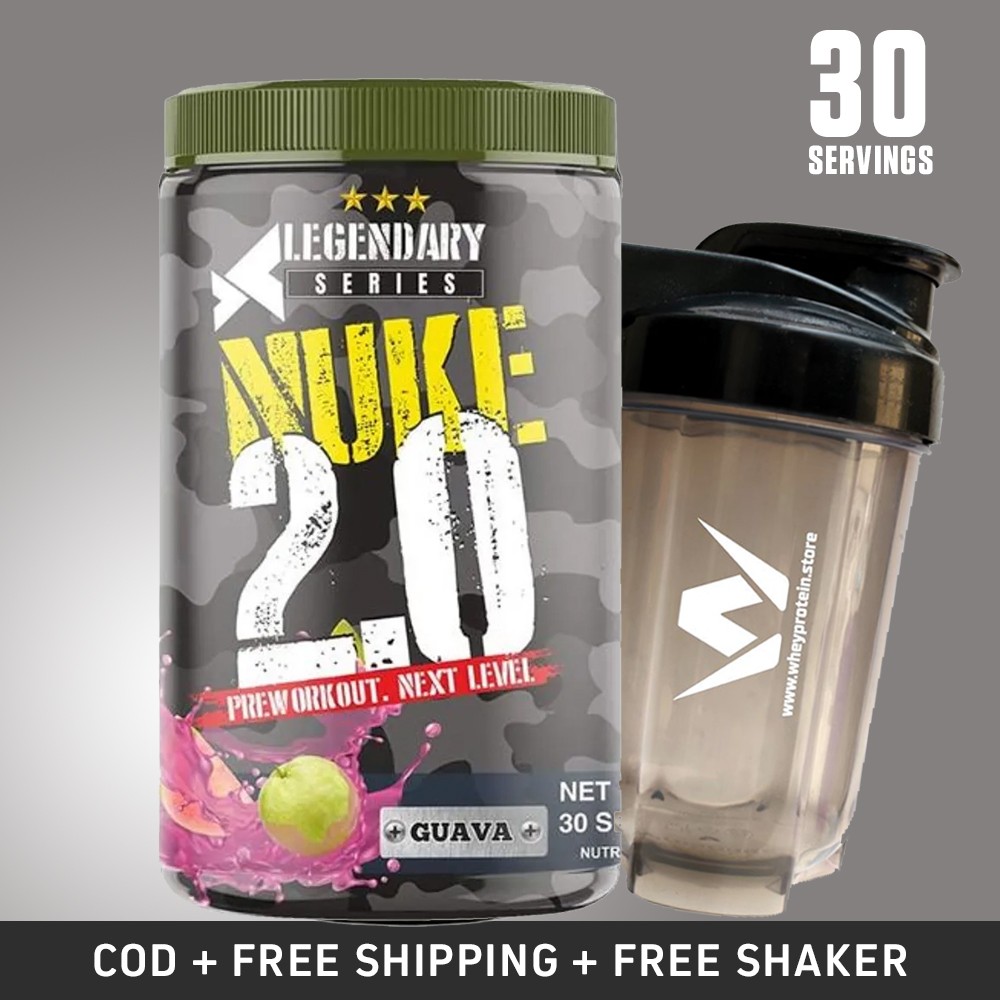 30
SERVINGS
LEGENDARY
SERIES
NUKE
2.0
PREWORKOUT. NEXT LEVEL
GUAVA
NET
30 S
NUTR
www.wheyprotein.store
COD + FREE SHIPPING + FREE SHAKER